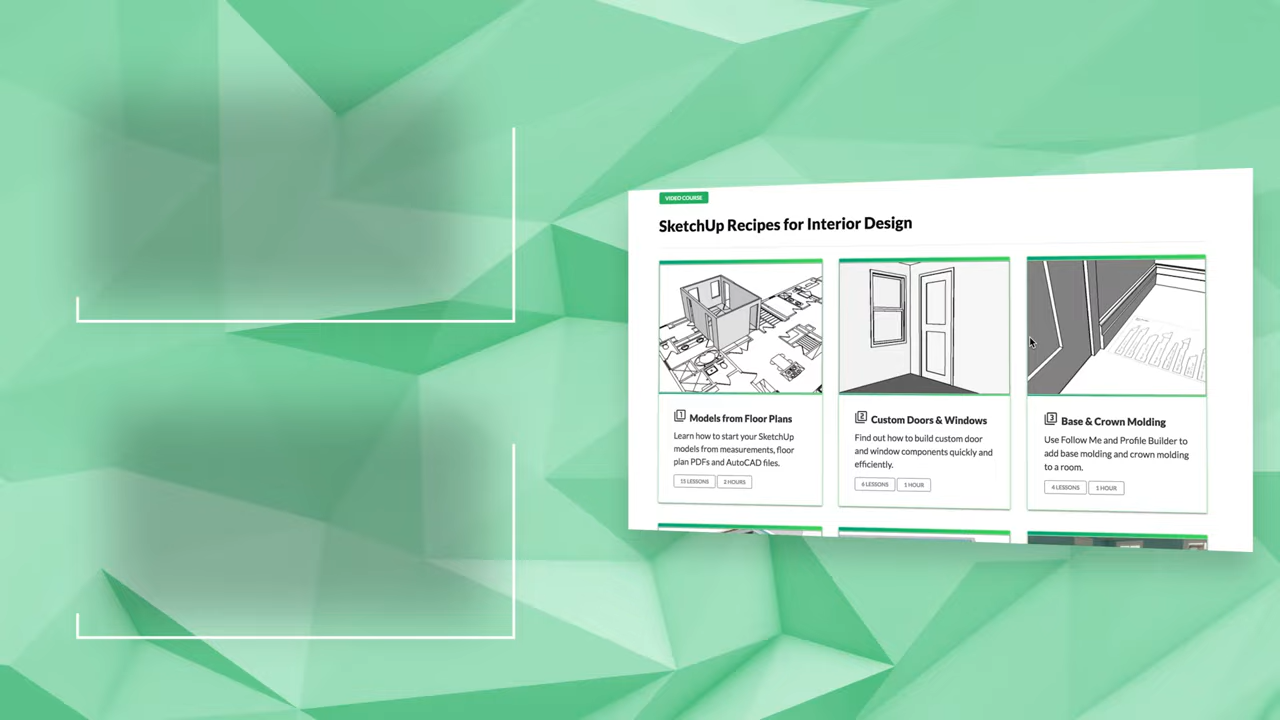 VIDEO COURSE
SketchUp Recipes for Interior Design
1 Models from Floor Plans
Learn how to start your SketchUp
models from measurements, floor
plan PDFs and AutoCAD files.
15 LESSONS 2 HOURS
2 Custom Doors & Windows
Find out how to build custom door
and window components quickly and
efficiently.
6 LESSONS 1 HOUR
3 Base & Crown Molding
Use Follow Me and Profile Builder to
add base molding and crown molding
to a room.
4 LESSONS 1 HOUR